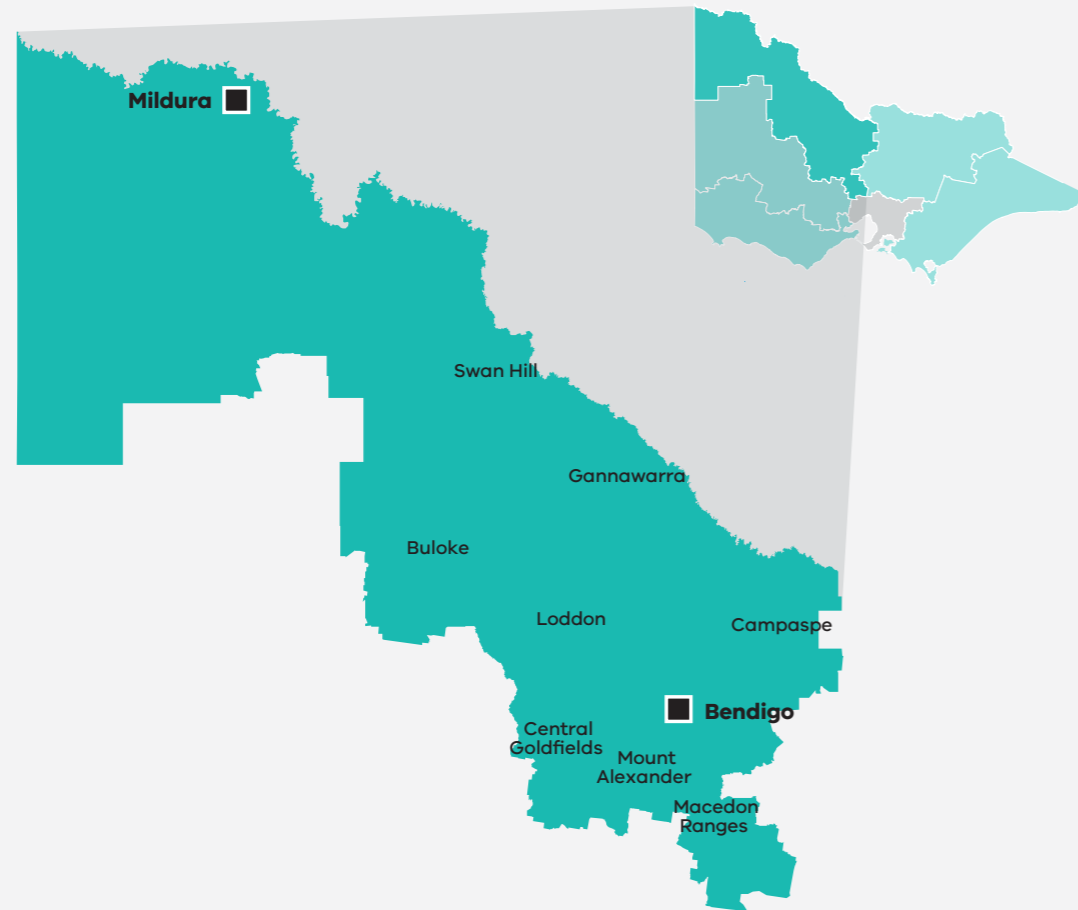 Mildura
Swan Hill
Gannawarra
Buloke
Loddon
Campaspe
Bendigo
Central
Goldfields
Mount
Alexander
Macedon
Ranges